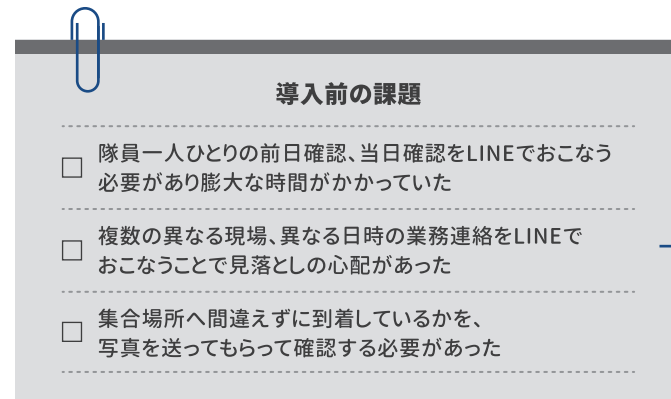 導入前の課題
□ 隊員一人ひとりの前日確認、当日確認をLINEでおこなう
必要があり膨大な時間がかかっていた
□ 複数の異なる現場、異なる日時の業務連絡をLINEで
おこなうことで見落としの心配があった
□ 集合場所へ間違えずに到着しているかを、
写真を送ってもらって確認する必要があった